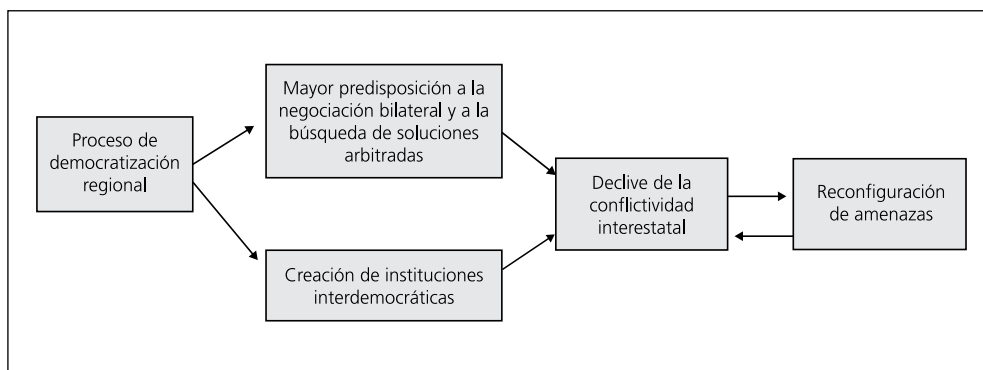 Proceso de
democratización
regional
Mayor predisposición a la
negociación bilateral y a la
búsqueda de soluciones
arbitradas
Creación de instituciones
interdemocráticas
Declive de la
conflictividad
interestatal
Reconfiguración
de amenazas